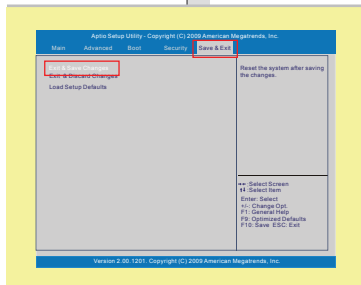 Aptio Setup Utility - Copyright (C) 2009 American Megatrends, Inc.
Main Advanced Boot Security Save & Exit
Exit & Save Changes
Exit & Discard Changes
Load Setup Defaults
Reset the system after saving
the changes.
:Select Screen
:Select Item
Enter: Select
+/-: Change Opt.
F1: General Help
F9: Optimized Defaults
F10: Save ESC: Exit
Version 2.00.1201. Copyright (C) 2009 American Megatrends, Inc.